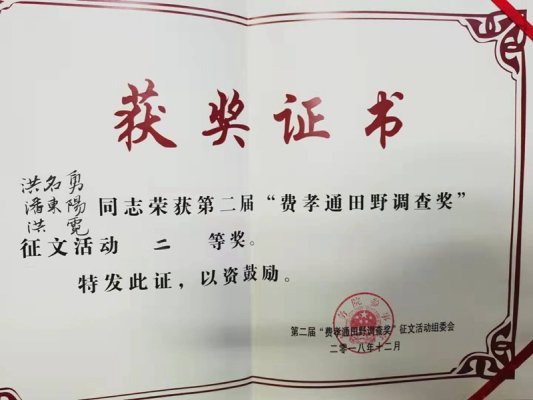 获奖证书
洪名勇
潘東陽
洪霓
同志荣获第二届“费孝通田野调查奖”
征文活动 二 等奖。
特发此证，以资鼓励。
第二届“费孝通田野调查奖”征文活动组委会
二〇一八年十二月